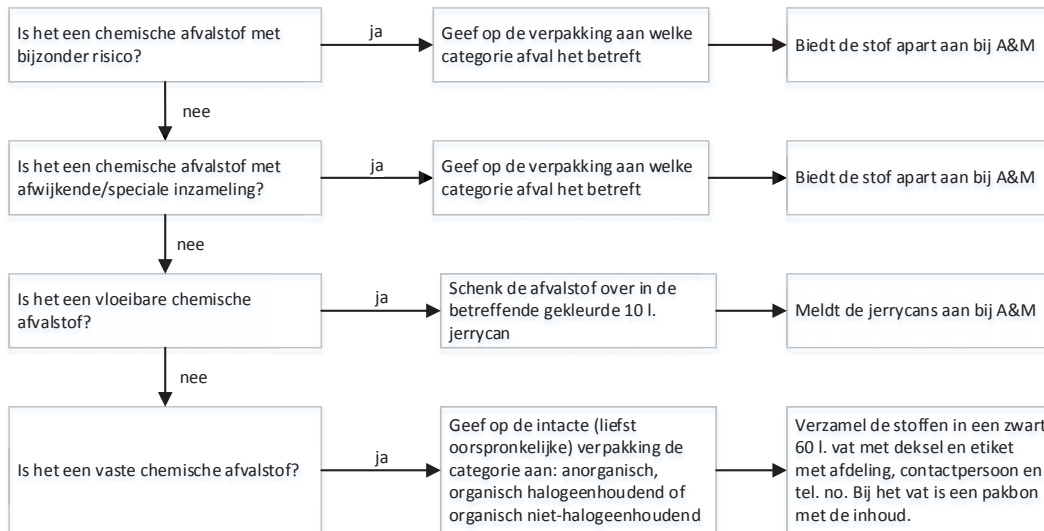 Is het een chemische afvalstof met
bijzonder risico?
ja
Geef op de verpakking aan welke
categorie afval het betreft
Biedt de stof apart aan bij A&M
nee
Is het een chemische afvalstof met
afwijkende/speciale inzameling?
ja
Geef op de verpakking aan welke
categorie afval het betreft
Biedt de stof apart aan bij A&M
nee
Is het een vloeibare chemische
afvalstof?
ja
Schenk de afvalstof over in de
betreffende gekleurde 10 l.
jerrycan
Meldt de jerrycans aan bij A&M
nee
Is het een vaste chemische afvalstof?
ja
Geef op de intacte (liefst
oorspronkelijke) verpakking de
categorie aan: anorganisch,
organisch halogeenhoudend of
organisch niet-halogeenhoudend
Verzamel de stoffen in een zwart
60 l. vat met deksel en etiket
met afdeling, contactpersoon en
tel. no. Bij het vat is een pakbon
met de inhoud.